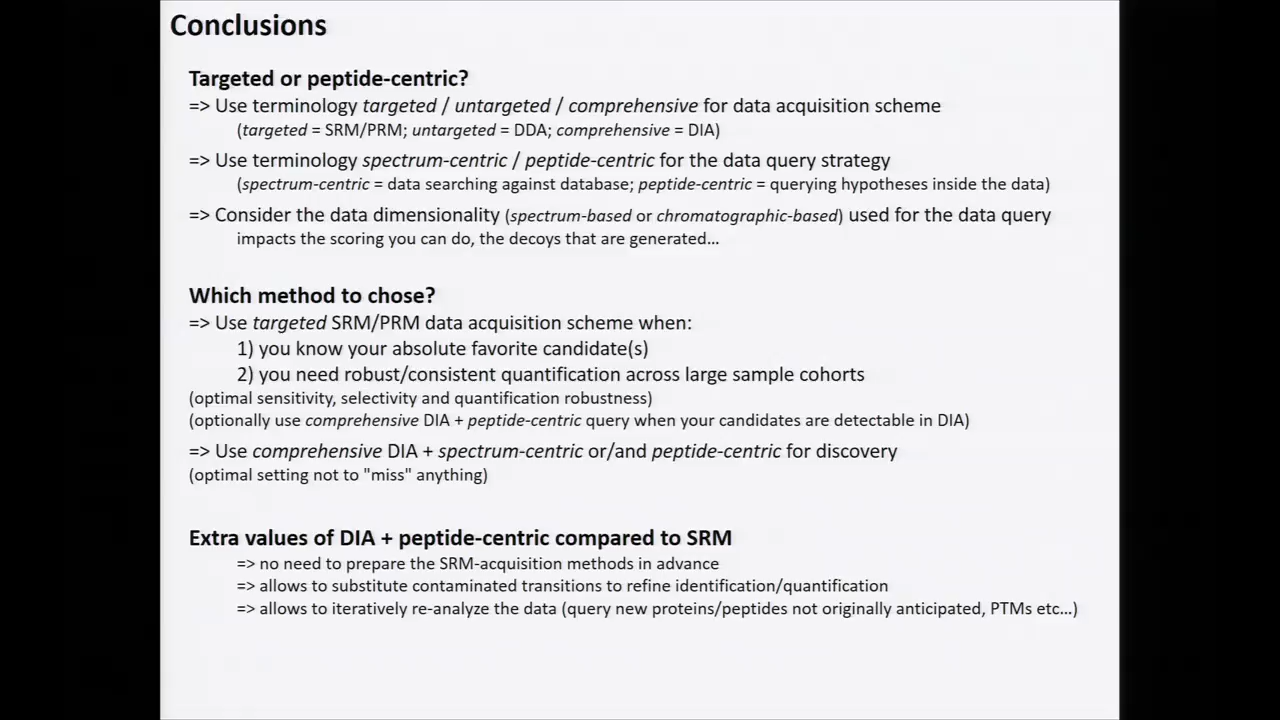 Conclusions
Targeted or peptide-centric?
=> Use terminology targeted / untargeted / comprehensive for data acquisition scheme
(targeted = SRM/PRM; untargeted = DDA; comprehensive = DIA)
=> Use terminology spectrum-centric / peptide-centric for the data query strategy
(spectrum-centric = data searching against database; peptide-centric = querying hypotheses inside the data)
=> Consider the data dimensionality (spectrum-based or chromatographic-based) used for the data query
impacts the scoring you can do, the decoys that are generated...
Which method to chose?
=> Use targeted SRM/PRM data acquisition scheme when:
1) you know your absolute favorite candidate(s)
2) you need robust/consistent quantification across large sample cohorts
(optimal sensitivity, selectivity and quantification robustness)
(optionally use comprehensive DIA + peptide-centric query when your candidates are detectable in DIA)
=> Use comprehensive DIA + spectrum-centric or/and peptide-centric for discovery
(optimal setting not to "miss" anything)
Extra values of DIA + peptide-centric compared to SRM
=> no need to prepare the SRM-acquisition methods in advance
=> allows to substitute contaminated transitions to refine identification/quantification
=> allows to iteratively re-analyze the data (query new proteins/peptides not originally anticipated, PTMs etc...)